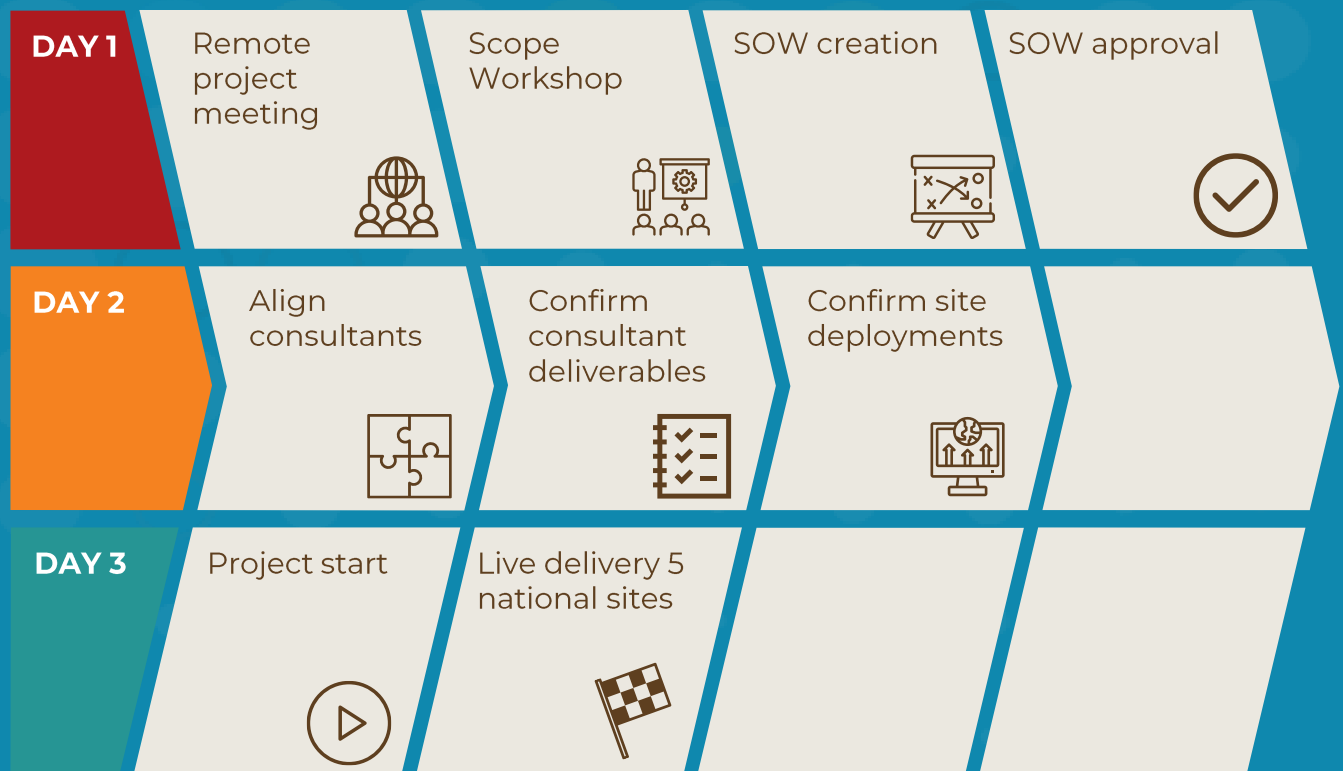 DAY 1
Remote
project
meeting
Scope
Workshop
SOW creation
SOW approval
DAY 2
Align
consultants
Confirm
consultant
deliverables
Confirm site
deployments
DAY 3
Project start
Live delivery 5
national sites